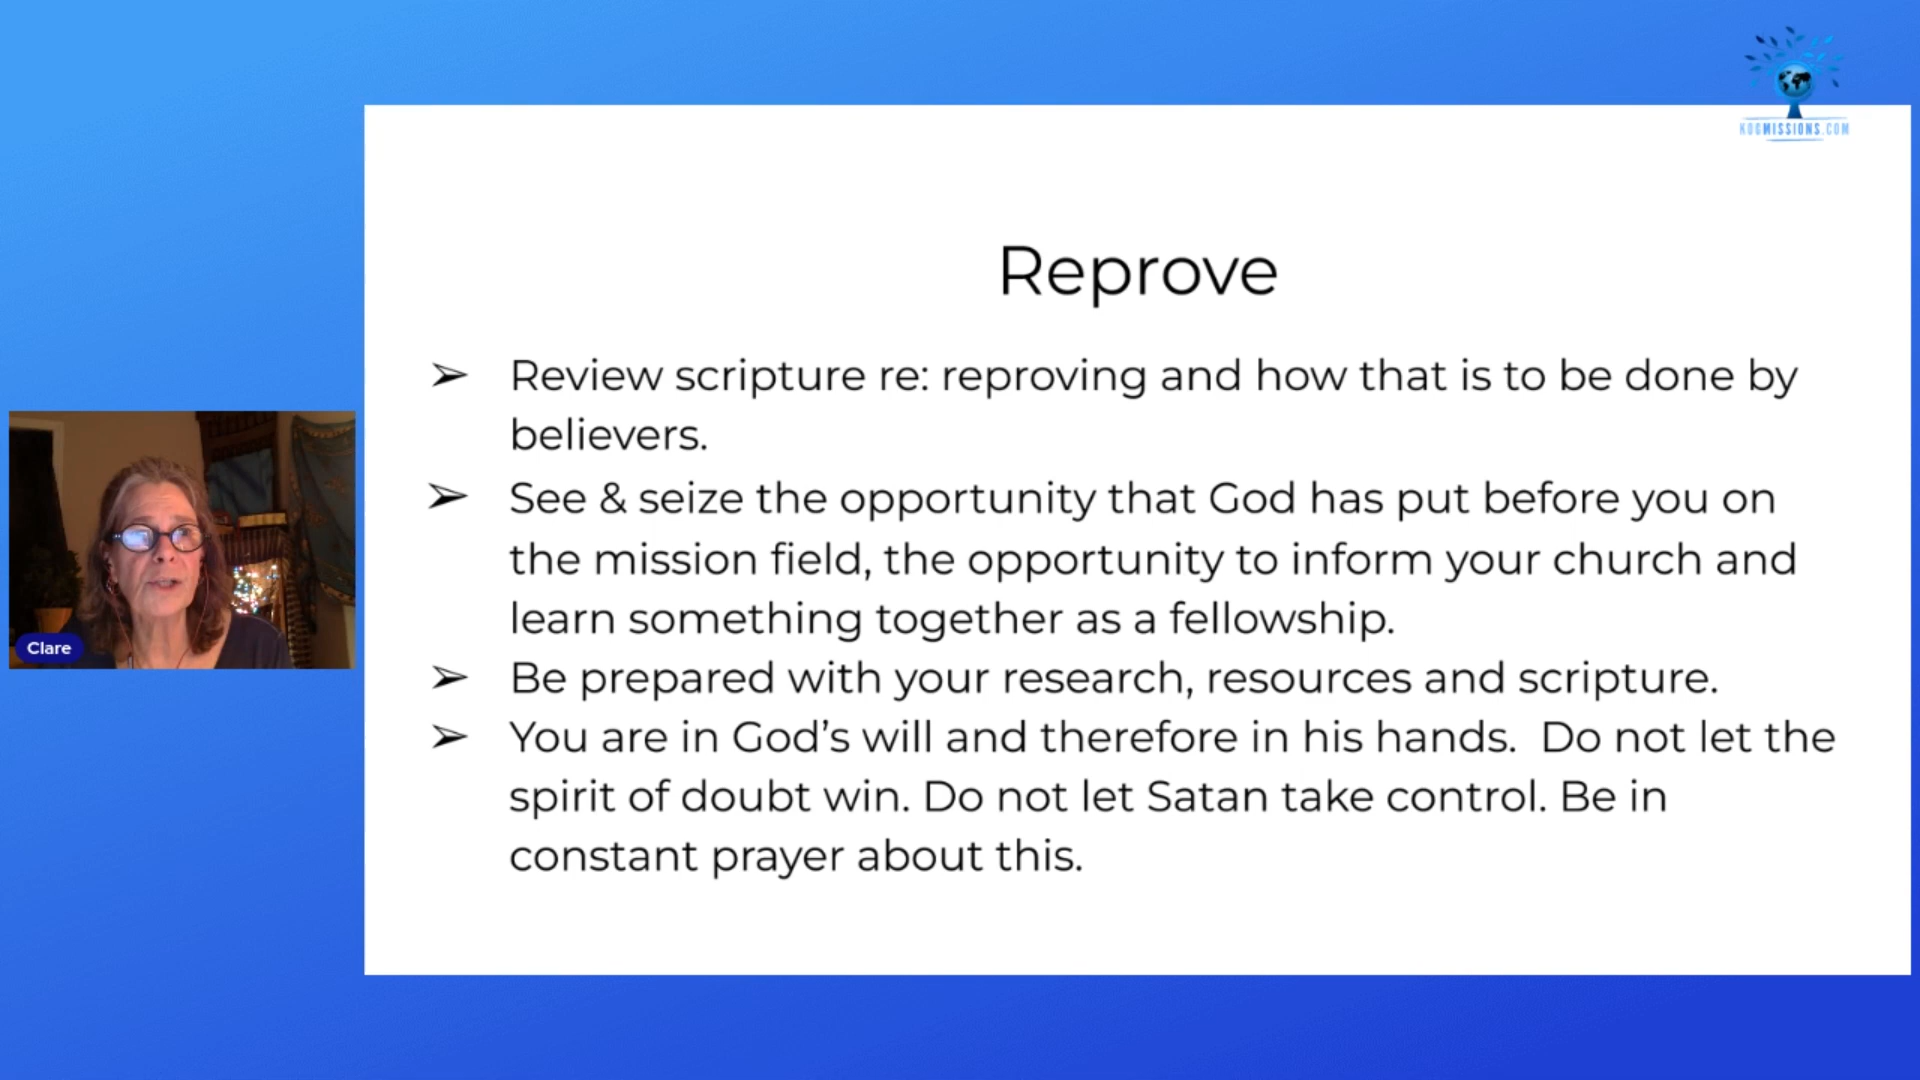 KOGMISSIONS.COM
Reprove
➢ Review scripture re: reproving and how that is to be done by
believers.
➢ See & seize the opportunity that God has put before you on
the mission field, the opportunity to inform your church and
learn something together as a fellowship.
➢ Be prepared with your research, resources and scripture.
➢ You are in God’s will and therefore in his hands.  Do not let the
spirit of doubt win. Do not let Satan take control. Be in
constant prayer about this.
Clare